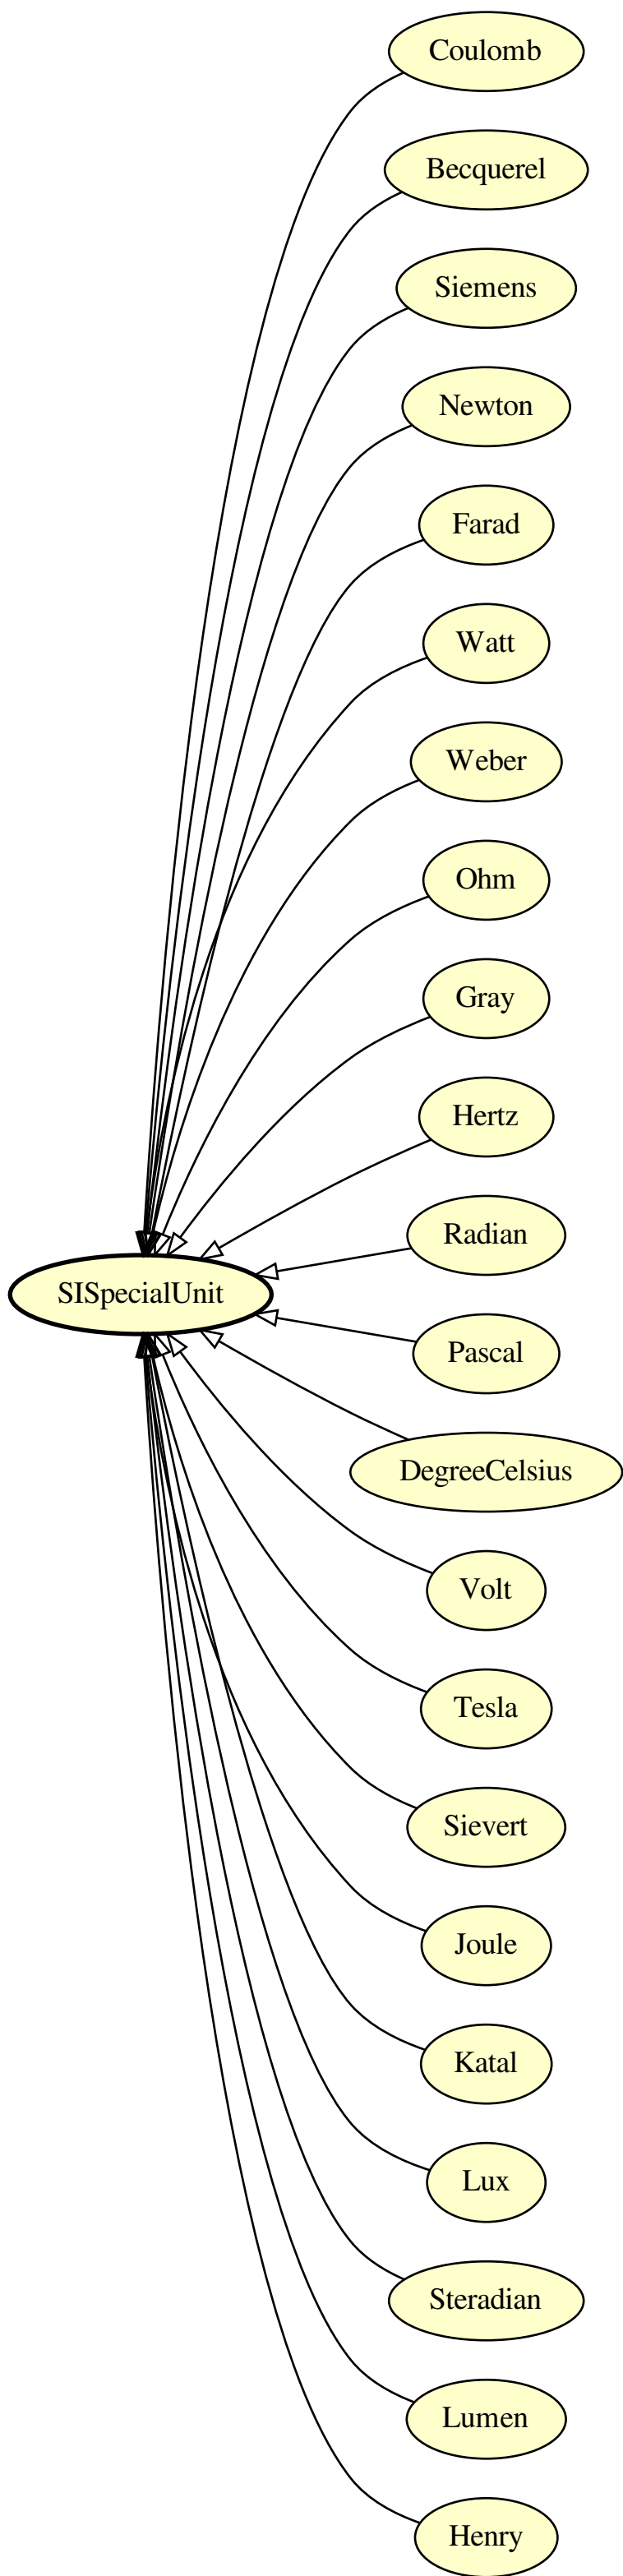 Coulomb
Becquerel
Siemens
Newton
Farad
Watt
Weber
Ohm
Gray
Hertz
Radian
SISpecialUnit
Pascal
DegreeCelsius
Volt
Tesla
Sievert
Joule
Katal
Lux
Steradian
Lumen
Henry